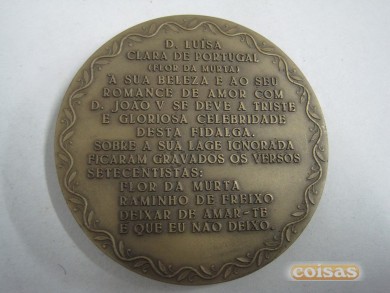 D. LUÍSA
CLARA DE PORTUGAL
(FLOR DA MURTA)
A SUA BELEZA E AO SEU
ROMANCE DE AMOR COM
D. JOÃO V SE DEVE A TRISTE
E GLORIOSA CELEBRIDADE
DESTA FIDALGA.
SOBRE A SUA LAGE IGNORADA
FICARAM GRAVADOS OS VERSOS
SETECENTISTAS:
FLOR DA MURTA
RAMINHO DE FREIXO
DEIXAR DE AMAR-TE
E QUE EU NÃO DEIXO.
coisas